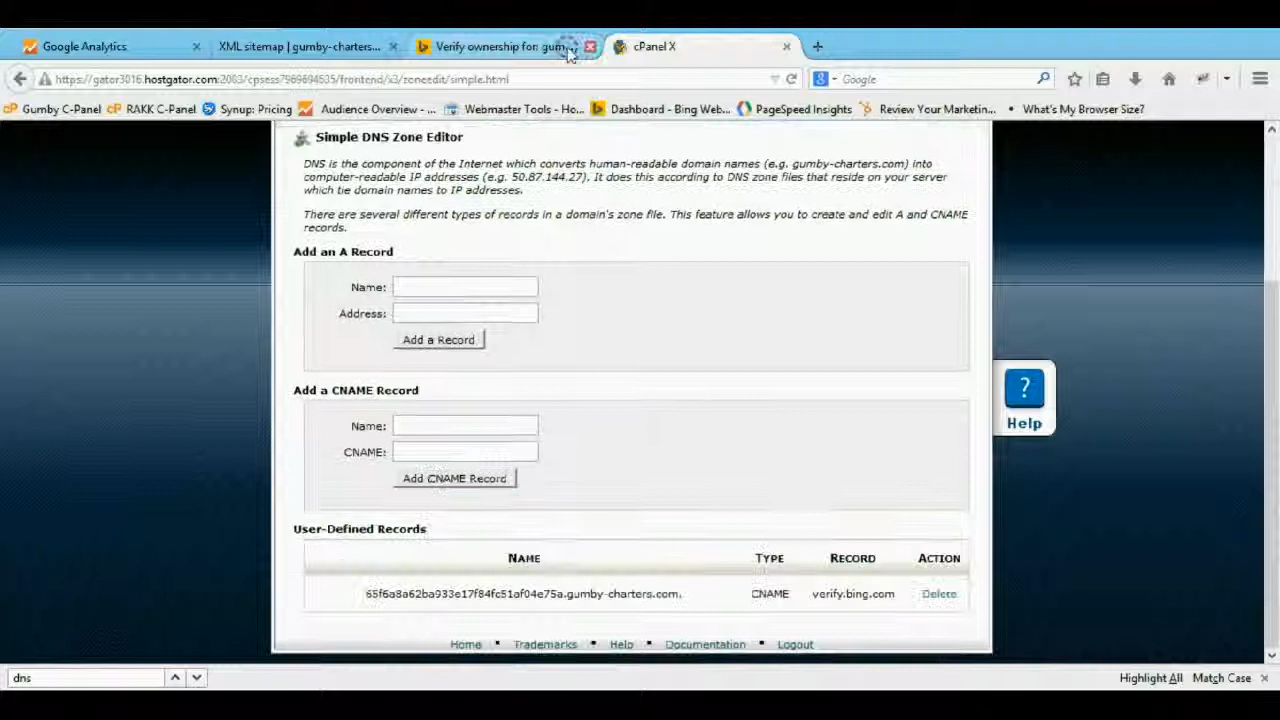 Google Analytics
XML sitemap | gumby-charters...
Verify ownership for: gum...
cPanel X
https://gator3016.hostgator.com:2083/cpsess7969694535/frontend/x3/zoneedit/simple.html
Google
Gumby C-Panel
RAKK C-Panel
Synup: Pricing
Audience Overview - ...
Webmaster Tools - Ho...
Dashboard - Bing Web...
PageSpeed Insights
Review Your Marketin...
What's My Browser Size?
Simple DNS Zone Editor
DNS is the component of the Internet which converts human-readable domain names (e.g. gumby-charters.com) into
computer-readable IP addresses (e.g. 50.87.144.27). It does this according to DNS zone files that reside on your server
which tie domain names to IP addresses.
There are several different types of records in a domain's zone file. This feature allows you to create and edit A and CNAME
records.
Add an A Record
Name:
Address:
Add a Record
Add a CNAME Record
Name:
CNAME:
Add CNAME Record
? Help
User-Defined Records
NAME TYPE RECORD ACTION
65f6a8a62ba933e17f84fc51af04e75a.gumby-charters.com. CNAME verify.bing.com Delete
Home • Trademarks • Help • Documentation • Logout
dns
Highlight All Match Case